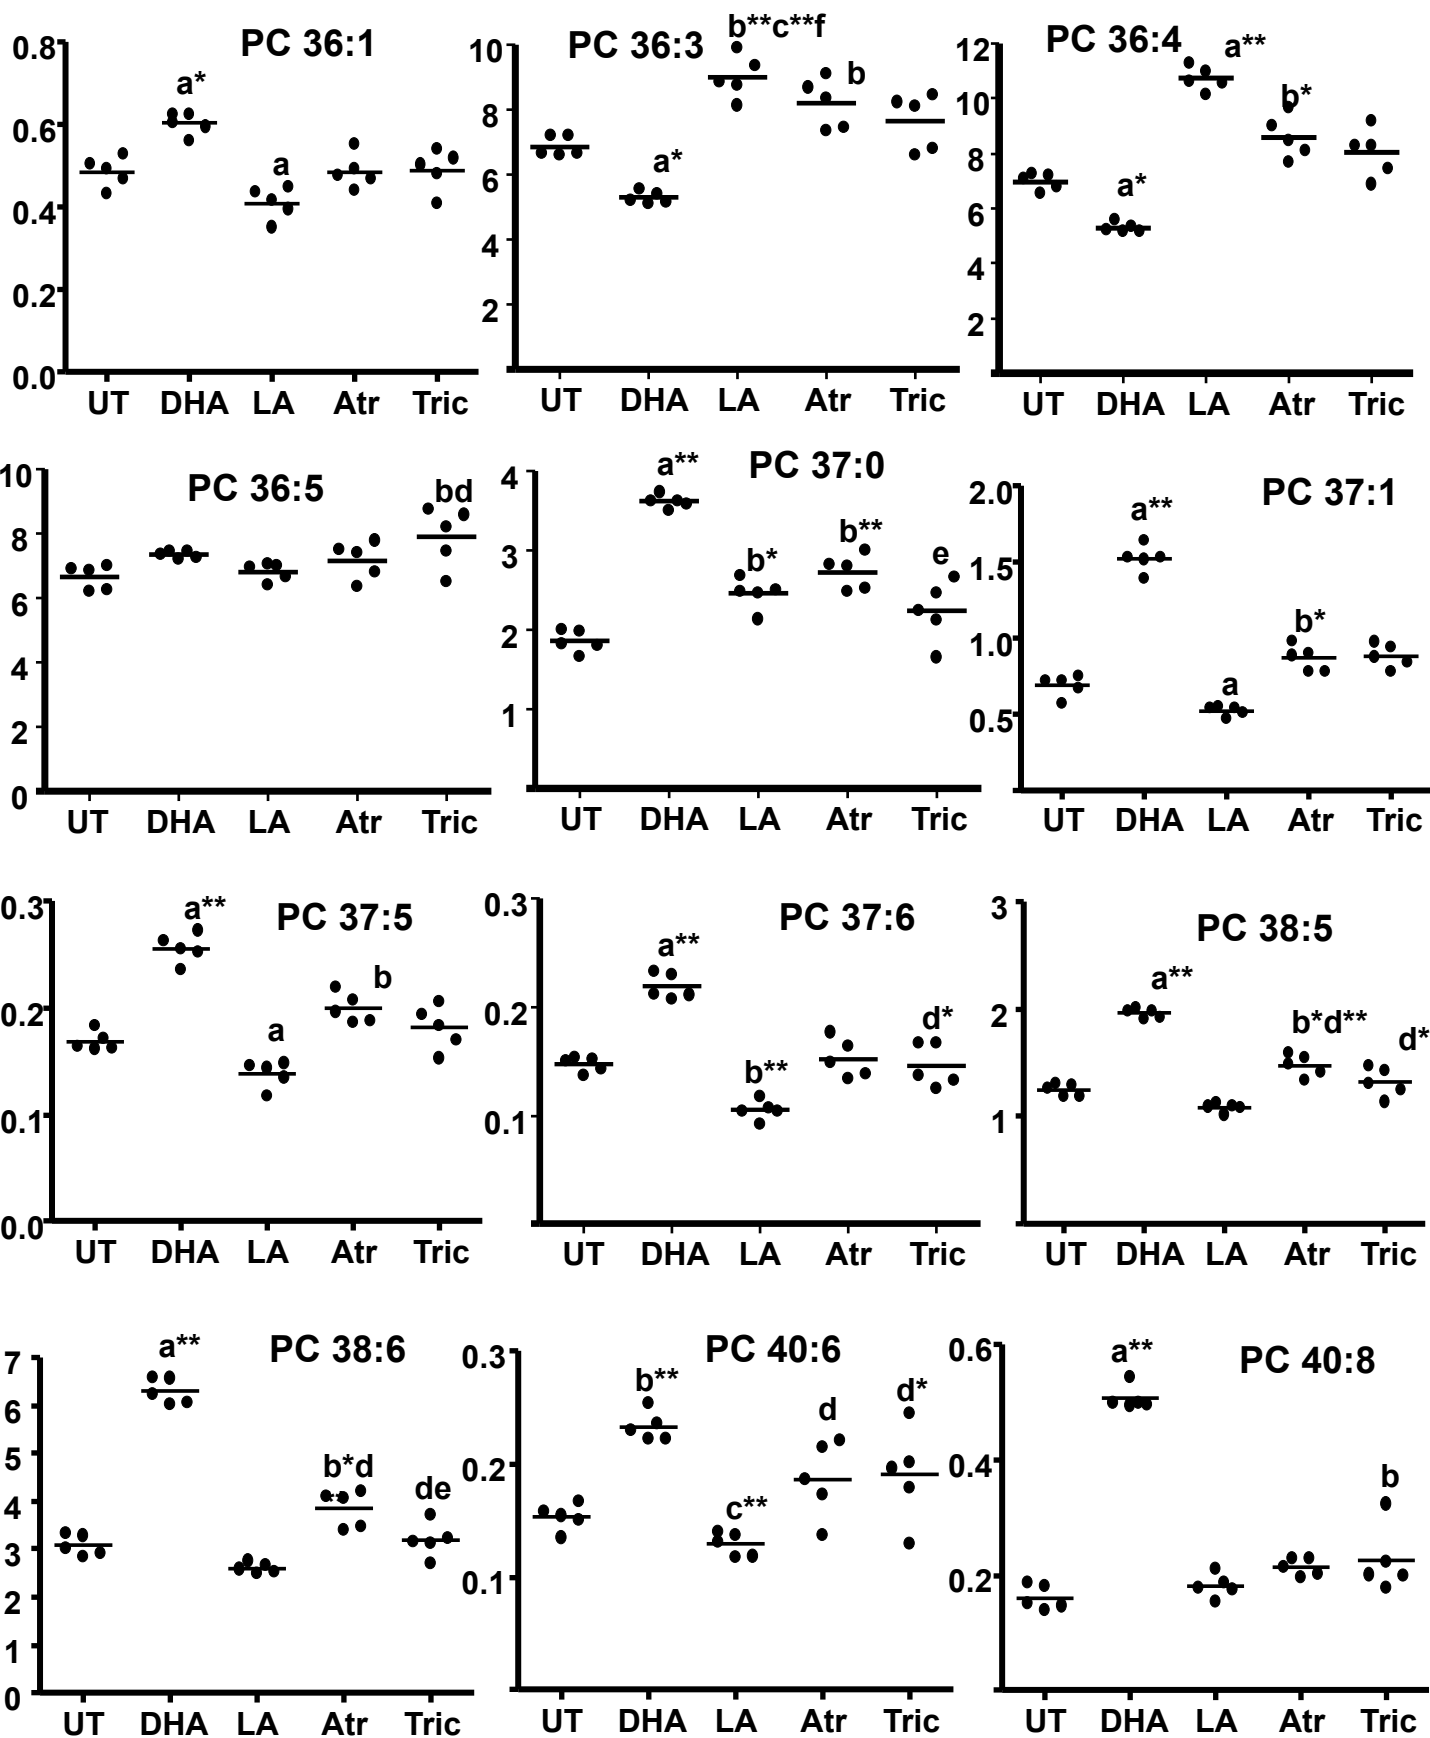 PC 36:1
0.8
0.6
0.4
0.2
0.0
a*
a
UT DHA LA Atr Tric
PC 36:3
10
8
6
4
2
a*
b**c**f
b
UT DHA LA Atr Tric
PC 36:4
12
10
8
6
4
2
a*
a**
b*
UT DHA LA Atr Tric
PC 36:5
10
8
6
4
2
0
bd
UT DHA LA Atr Tric
PC 37:0
4
3
2
1
a**
b*
b**
e
UT DHA LA Atr Tric
PC 37:1
2.0
1.5
1.0
0.5
a**
a
b*
UT DHA LA Atr Tric
PC 37:5
0.3
0.2
0.1
0.0
a**
a
b
UT DHA LA Atr Tric
PC 37:6
0.3
0.2
0.1
a**
b**
d*
UT DHA LA Atr Tric
PC 38:5
3
2
1
a**
b*d**
d*
UT DHA LA Atr Tric
PC 38:6
7
6
5
4
3
2
1
0
a**
b*d
**
de
UT DHA LA Atr Tric
PC 40:6
0.3
0.2
0.1
b**
c**
d
d*
UT DHA LA Atr Tric
PC 40:8
0.6
0.4
0.2
a**
b
UT DHA LA Atr Tric